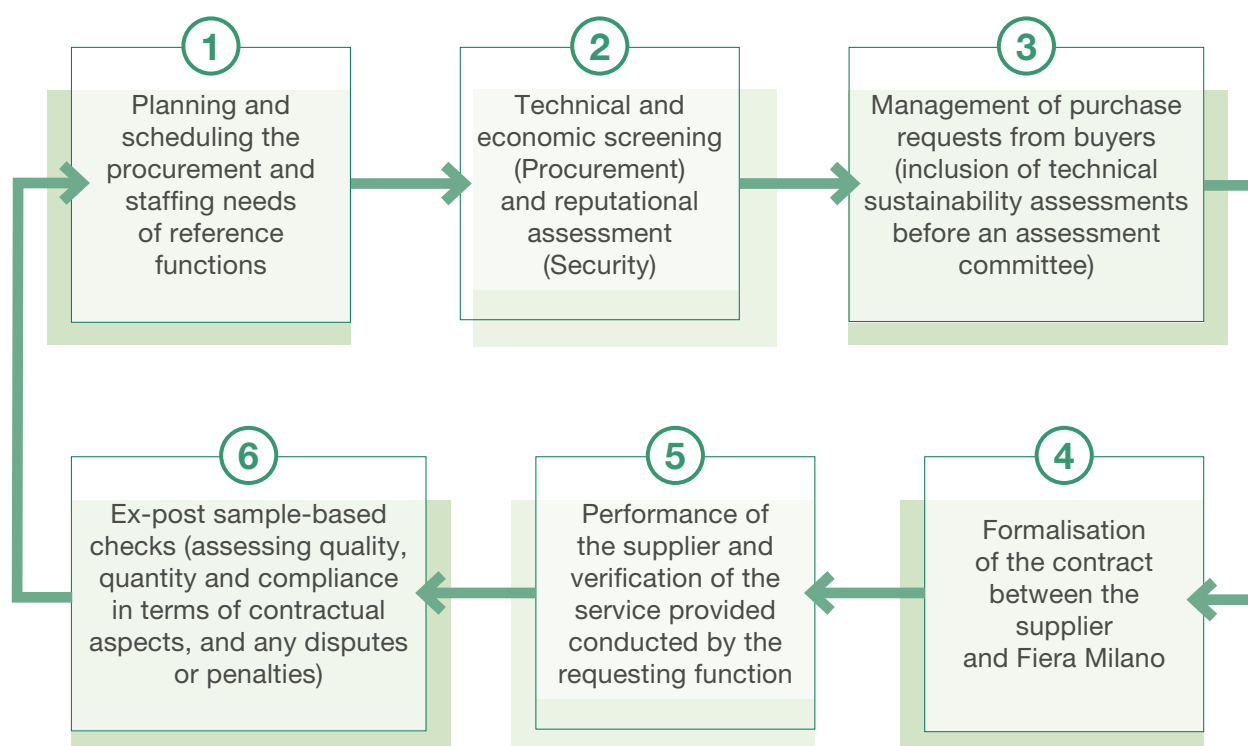 1
Planning and
scheduling the
procurement and
staffing needs
of reference
functions
2
Technical and
economic screening
(Procurement)
and reputational
assessment
(Security)
3
Management of purchase
requests from buyers
(inclusion of technical
sustainability assessments
before an assessment
committee)
4
Formalisation
of the contract
between the
supplier
and Fiera Milano
5
Performance of
the supplier and
verification of the
service provided
conducted by the
requesting function
6
Ex-post sample-based
checks (assessing quality,
quantity and compliance
in terms of contractual
aspects, and any disputes
or penalties)